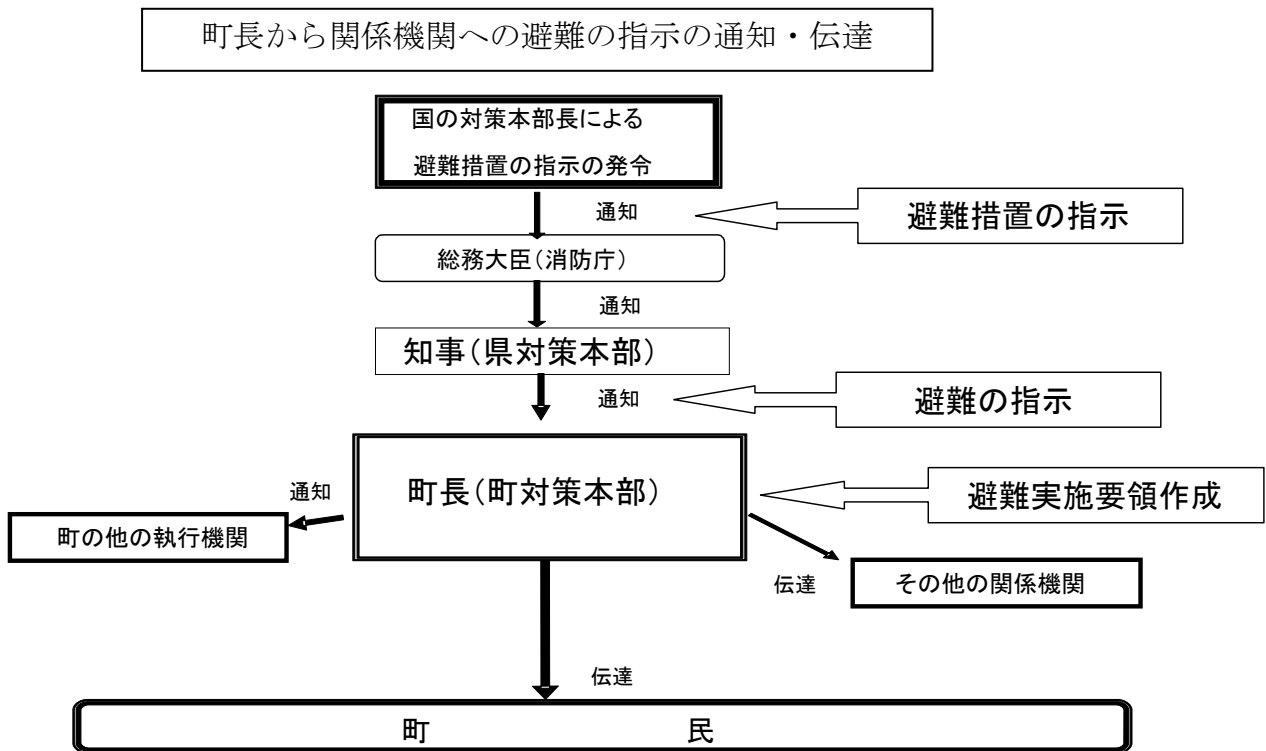 町長から関係機関への避難の指示の通知・伝達
国の対策本部長による
避難措置の指示の発令
通知
避難措置の指示
総務大臣(消防庁)
通知
知事(県対策本部)
通知
避難の指示
町長(町対策本部)
避難実施要領作成
通知
町の他の執行機関
伝達
その他の関係機関
伝達
町 民